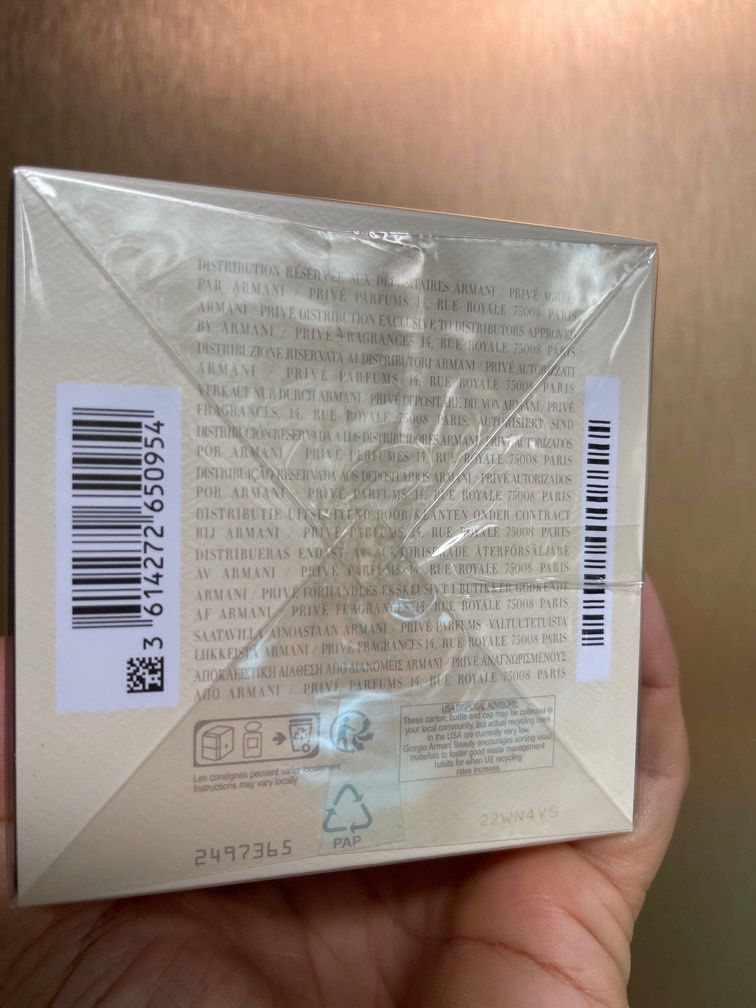 DISTRIBUTION RÉSERVÉE AUX DÉPOSITAIRES ARMANI / PRIVÉ AGRÉÉS
PAR ARMANI / PRIVÉ PARFUMS 14, RUE ROYALE 75008 PARIS
ARMANI / PRIVÉ DISTRIBUTION EXCLUSIVE TO DISTRIBUTORS APPROVED
BY ARMANI / PRIVÉ FRAGRANCES 14, RUE ROYALE 75008 PARIS
DISTRIBUZIONE RISERVATA AI DISTRIBUTORI ARMANI / PRIVÉ AUTORIZZATI
ARMANI / PRIVÉ PARFUMS 14, RUE ROYALE 75008 PARIS
VERKAUF NUR DURCH ARMANI / PRIVÉ DEPOSITÄRE, DIE VON ARMANI / PRIVÉ
FRAGRANCES, 14, RUE ROYALE 75008 PARIS, AUTORISIERT SIND
DISTRIBUCIÓN RESERVADA A LOS DISTRIBUIDORES ARMANI / PRIVÉ AUTORIZADOS
POR ARMANI / PRIVÉ PERFUMES 14, RUE ROYALE 75008 PARIS
DISTRIBUIÇÃO RESERVADA AOS DEPOSITÁRIOS ARMANI / PRIVÉ AUTORIZADOS
POR ARMANI / PRIVÉ PARFUMS 14, RUE ROYALE 75008 PARIS
DISTRIBUTIE UITSLUITEND DOOR KLANTEN ONDER CONTRACT
BIJ ARMANI / PRIVÉ PARFUMS 14, RUE ROYALE 75008 PARIS
DISTRIBUERAS ENDAST AV AUKTORISERADE ÅTERFÖRSÄLJARE
AV ARMANI / PRIVÉ PARFUMS 14, RUE ROYALE 75008 PARIS
ARMANI / PRIVÉ FORHANDLES EKSKLUSIVT I BUTIKKER GODKENDT
AF ARMANI / PRIVÉ FRAGRANCES 14, RUE ROYALE 75008 PARIS
SAATAVILLA AINOASTAAN ARMANI / PRIVÉ PARFUMS VALTUUTETUISTA
LIIKKEISTÄ ARMANI / PRIVÉ FRAGRANCES 14, RUE ROYALE 75008 PARIS
ΑΠΟΚΛΕΙΣΤΙΚΗ ΔΙΑΘΕΣΗ ΑΠΟ ΔΙΑΝΟΜΕΙΣ ARMANI / PRIVÉ ΑΝΑΓΝΩΡΙΣΜΕΝΟΥΣ
ΑΠΟ ARMANI / PRIVÉ PARFUMS 14, RUE ROYALE 75008 PARIS
3 614272 650954
Les consignes peuvent varier localement
Instructions may vary locally
USA DISPOSAL ADVISORY:
These carton, bottle and cap may be collected in
your local community, but actual recycling rates
in the USA are currently very low.
Giorgio Armani Beauty encourages sorting used
materials to foster good waste management
habits for when US recycling
rates increase.
PAP
2497365
22WN4VS